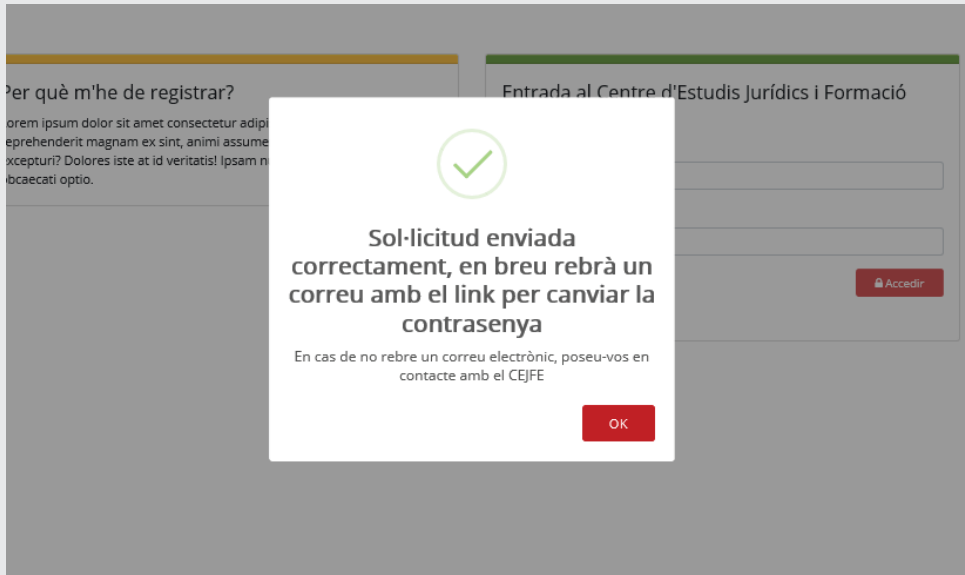 Per què m'he de registrar?
orem ipsum dolor sit amet consectetur adipi
eprehenderit magnam ex sint, animi assume
excepturi? Dolores iste at id veritatis! Ipsam n
obcaecati optio.
Entrada al Centre d'Estudis Jurídics i Formació
Accedir
Sol·licitud enviada
correctament, en breu rebrà un
correu amb el link per canviar la
contrasenya
En cas de no rebre un correu electrònic, poseu-vos en
contacte amb el CEJFE
OK